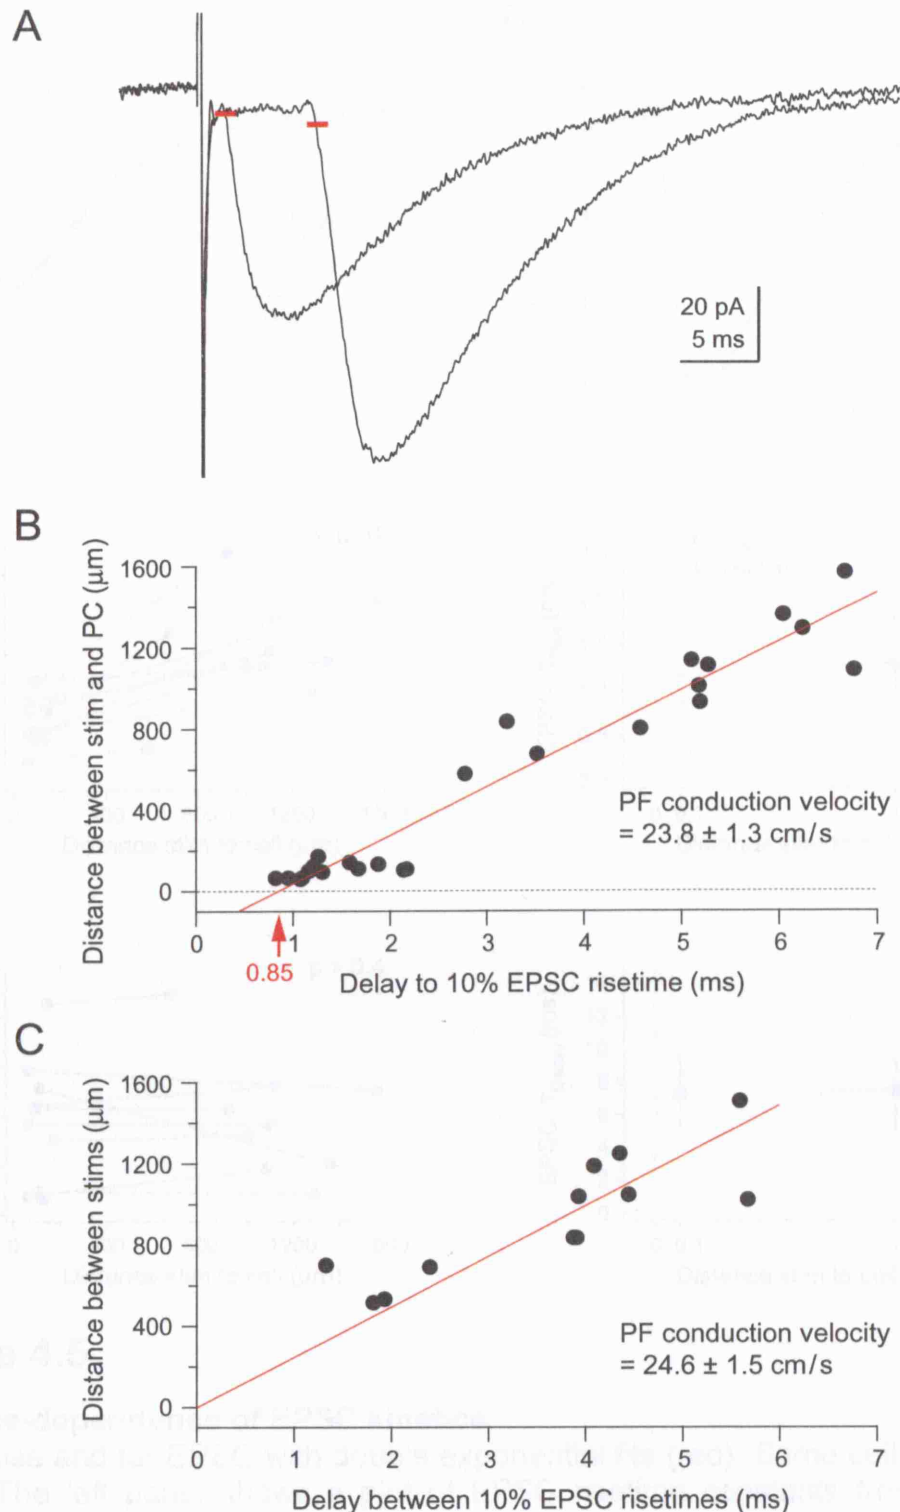 A
20 pA
5 ms
B
Distance between stim and PC (μm)
1600
1200
800
400
0
PF conduction velocity
= 23.8 ± 1.3 cm/s
0 1 2 3 4 5 6 7
0.85
Delay to 10% EPSC risetime (ms)
C
Distance between stims (μm)
1600
1200
800
400
0
PF conduction velocity
= 24.6 ± 1.5 cm/s
0 1 2 3 4 5 6 7
Delay between 10% EPSC risetimes (ms)